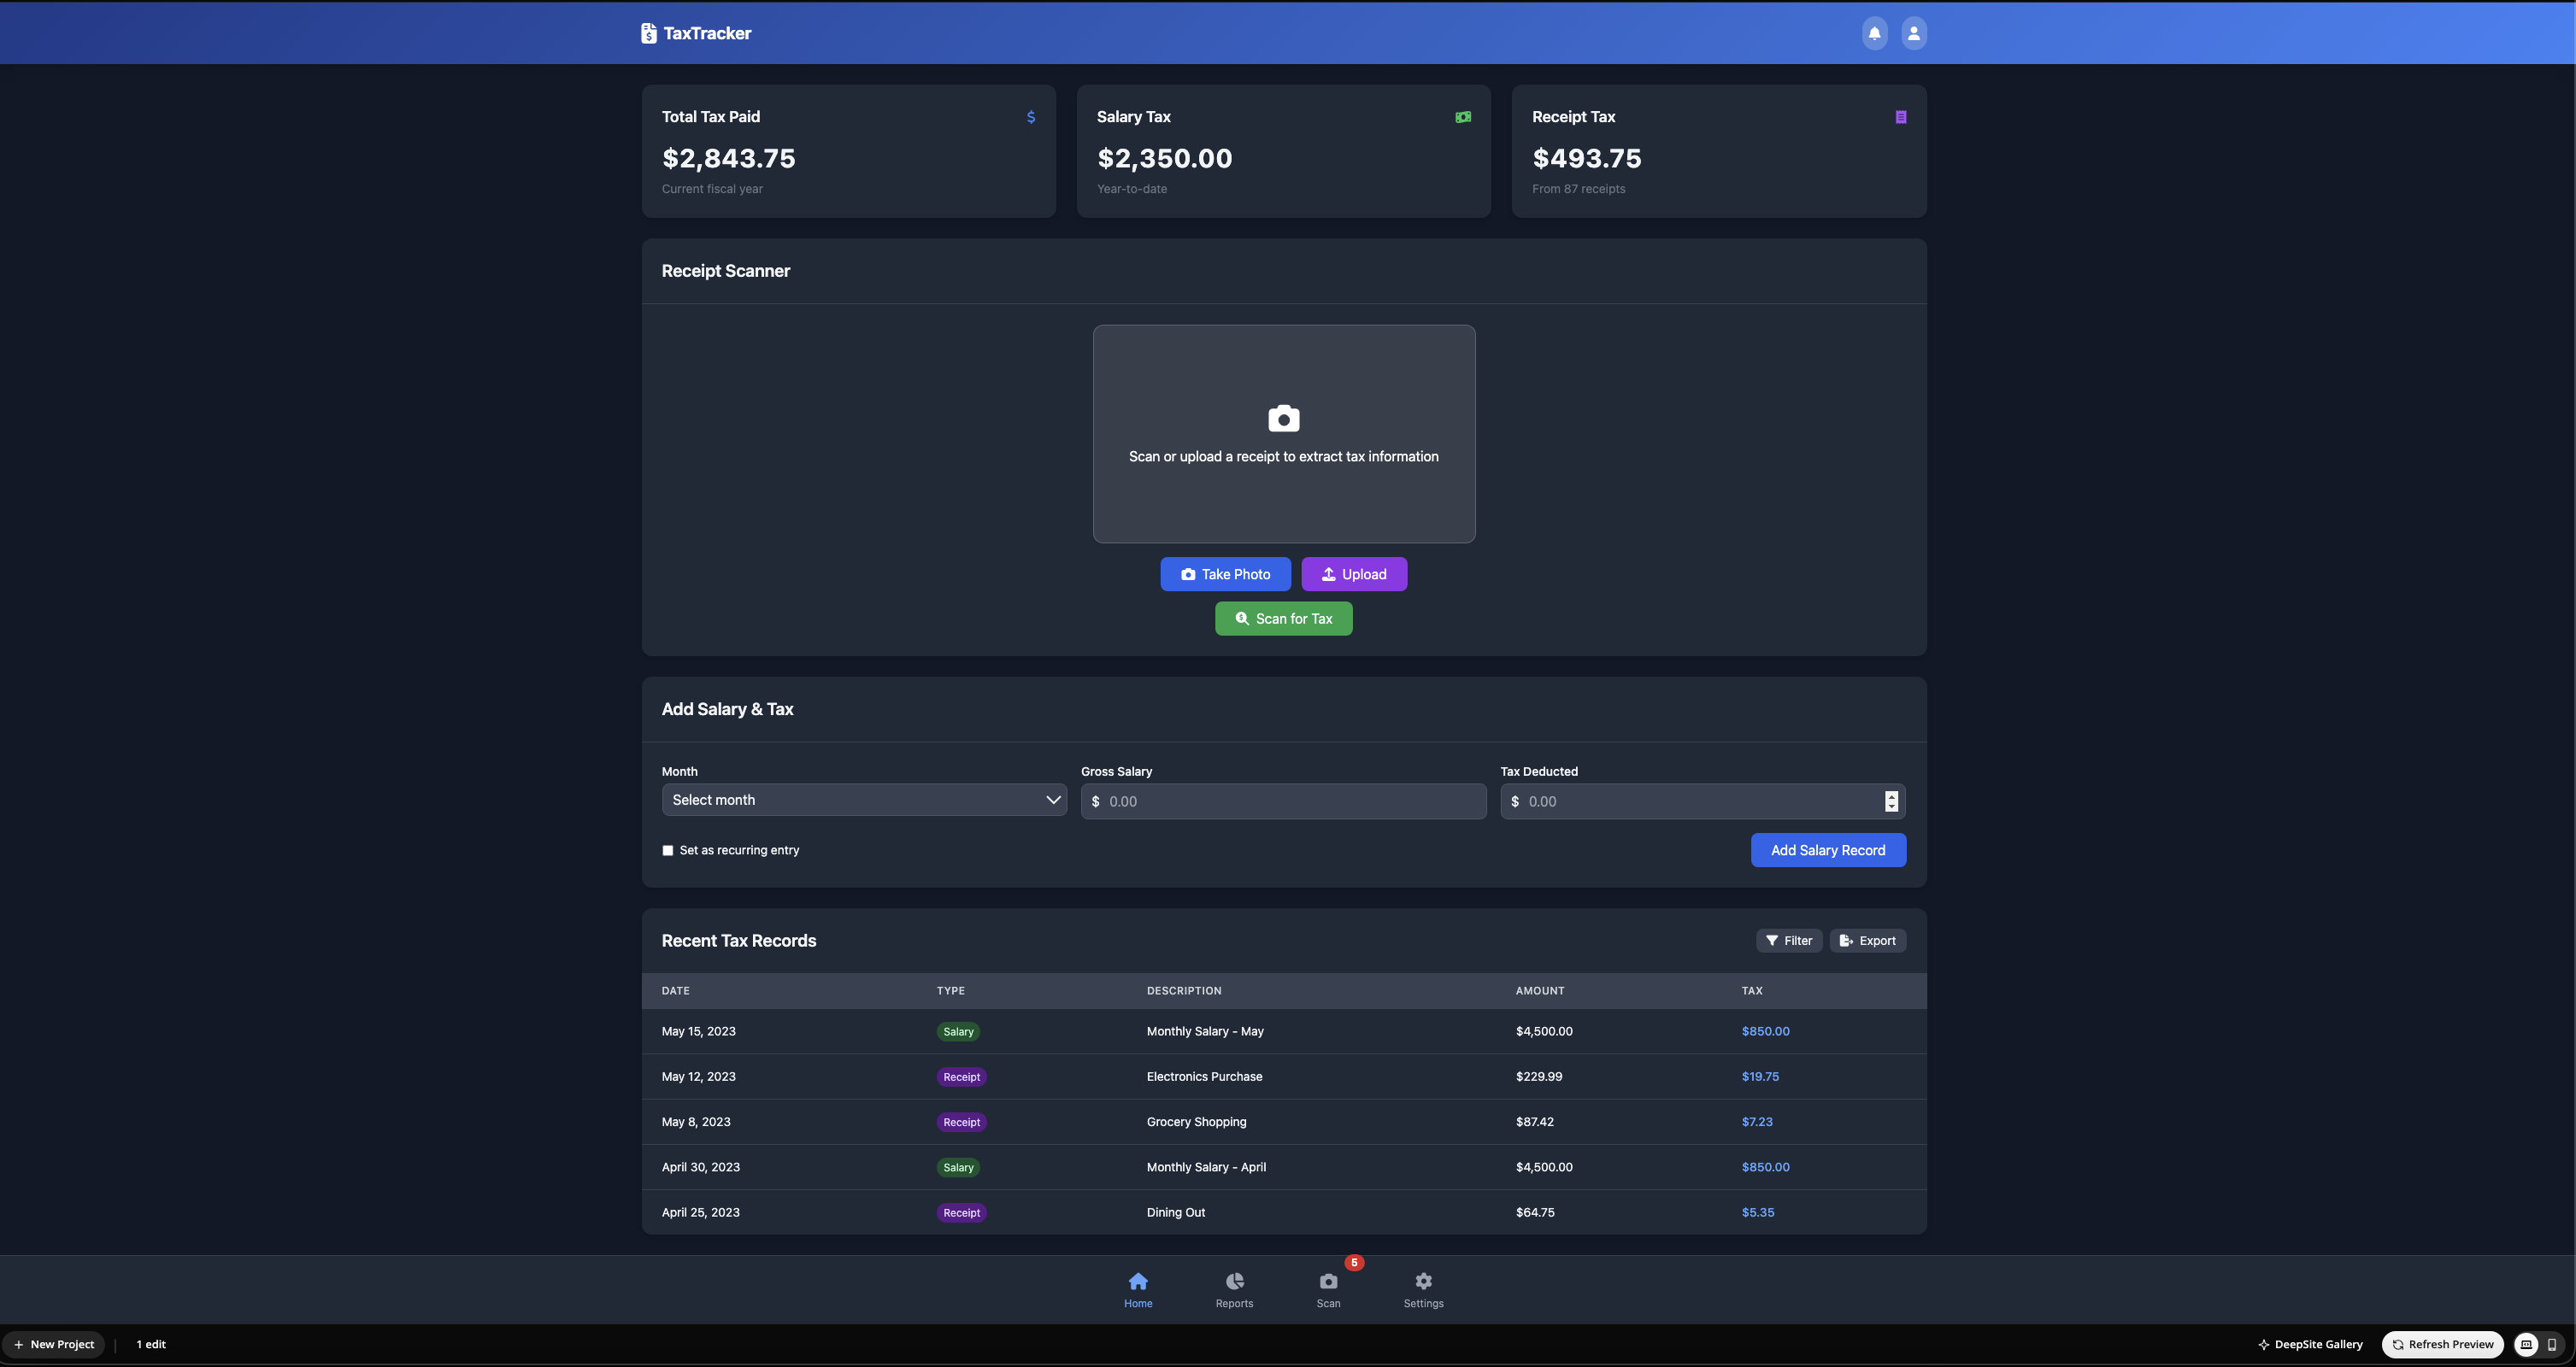 TaxTracker
Total Tax Paid
$2,843.75
Current fiscal year
Salary Tax
$2,350.00
Year-to-date
Receipt Tax
$493.75
From 87 receipts
Receipt Scanner
Scan or upload a receipt to extract tax information
Take Photo Upload
Scan for Tax
Add Salary & Tax
Month Gross Salary Tax Deducted
Select month $ 0.00 $ 0.00
Set as recurring entry Add Salary Record
Recent Tax Records Filter Export
DATE TYPE DESCRIPTION AMOUNT TAX
May 15, 2023 Salary Monthly Salary - May $4,500.00 $850.00
May 12, 2023 Receipt Electronics Purchase $229.99 $19.75
May 8, 2023 Receipt Grocery Shopping $87.42 $7.23
April 30, 2023 Salary Monthly Salary - April $4,500.00 $850.00
April 25, 2023 Receipt Dining Out $64.75 $5.35
5
Home Reports Scan Settings
+ New Project | 1 edit DeepSite Gallery Refresh Preview